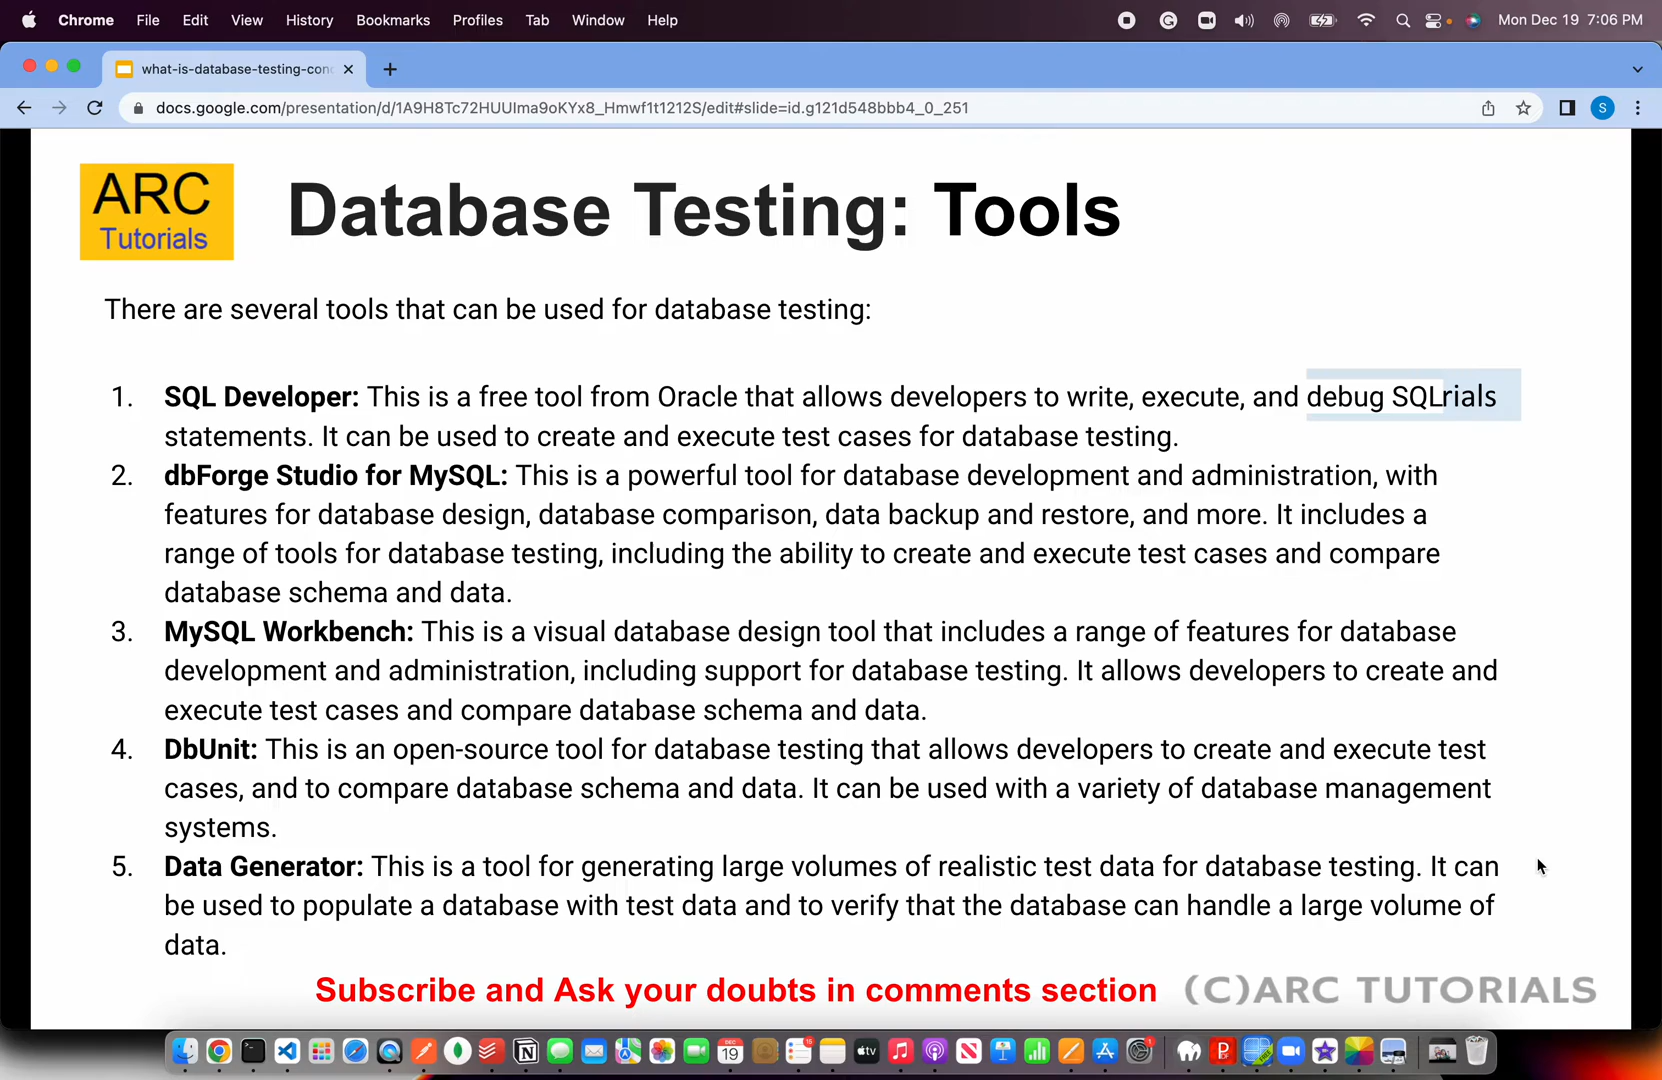 Chrome File Edit View History Bookmarks Profiles Tab Window Help Mon Dec 19 7:06 PM
what-is-database-testing-con
docs.google.com/presentation/d/1A9H8Tc72HUUIma9oKYx8_Hmwf1t1212S/edit#slide=id.g121d548bbb4_0_251 S
ARC
Tutorials
Database Testing: Tools
There are several tools that can be used for database testing:
1. SQL Developer: This is a free tool from Oracle that allows developers to write, execute, and debug SQLrials
statements. It can be used to create and execute test cases for database testing.
2. dbForge Studio for MySQL: This is a powerful tool for database development and administration, with
features for database design, database comparison, data backup and restore, and more. It includes a
range of tools for database testing, including the ability to create and execute test cases and compare
database schema and data.
3. MySQL Workbench: This is a visual database design tool that includes a range of features for database
development and administration, including support for database testing. It allows developers to create and
execute test cases and compare database schema and data.
4. DbUnit: This is an open-source tool for database testing that allows developers to create and execute test
cases, and to compare database schema and data. It can be used with a variety of database management
systems.
5. Data Generator: This is a tool for generating large volumes of realistic test data for database testing. It can
be used to populate a database with test data and to verify that the database can handle a large volume of
data.
Subscribe and Ask your doubts in comments section
(C)ARC TUTORIALS
DEC
19
tv